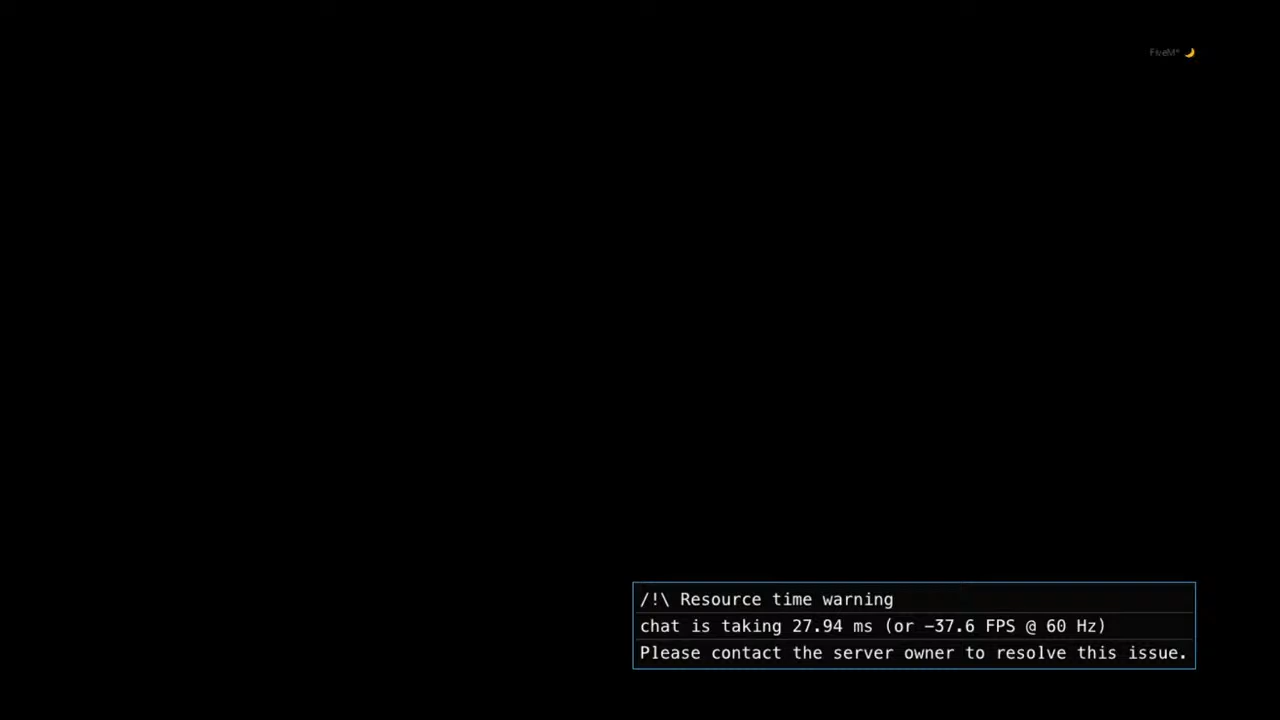 FiveM* 🌙
/!\ Resource time warning
chat is taking 27.94 ms (or -37.6 FPS @ 60 Hz)
Please contact the server owner to resolve this issue.